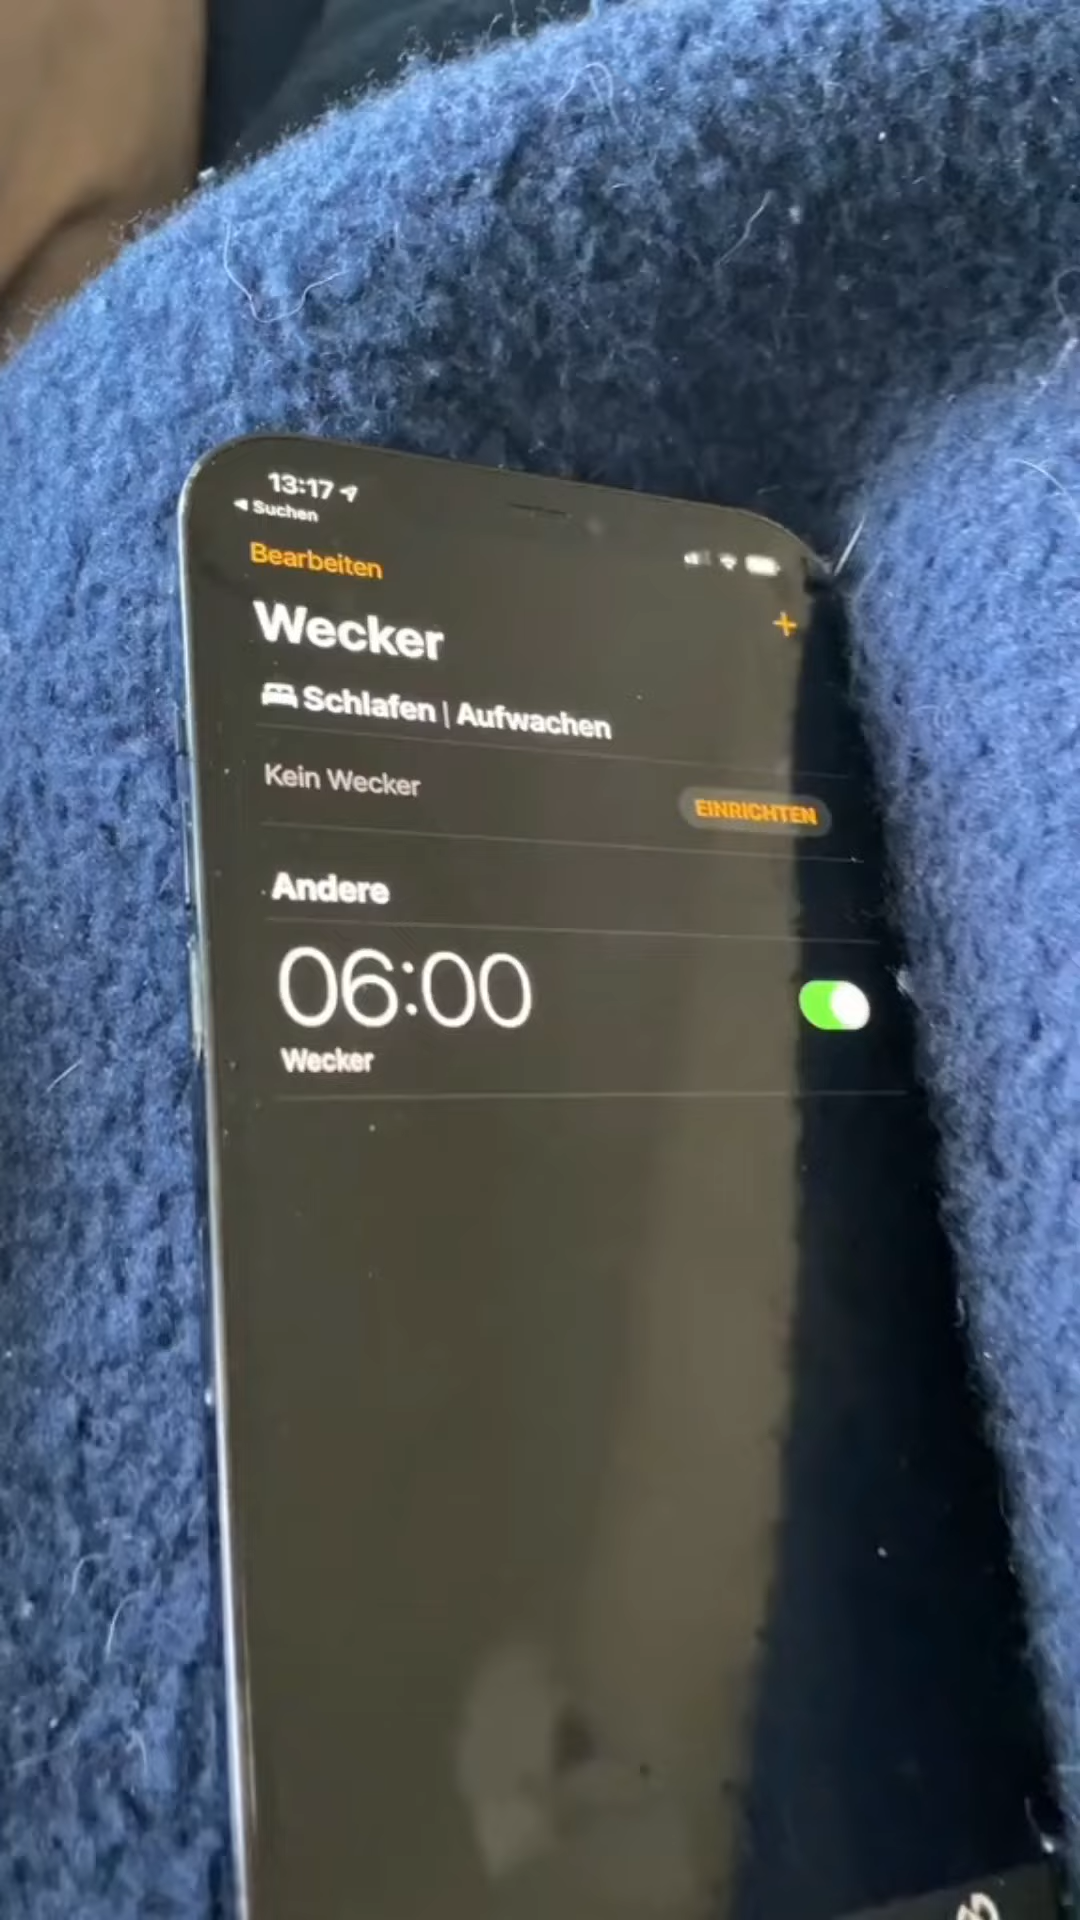 13:17
Suchen
Bearbeiten
+
Wecker
Schlafen | Aufwachen
Kein Wecker
EINRICHTEN
Andere
06:00
Wecker